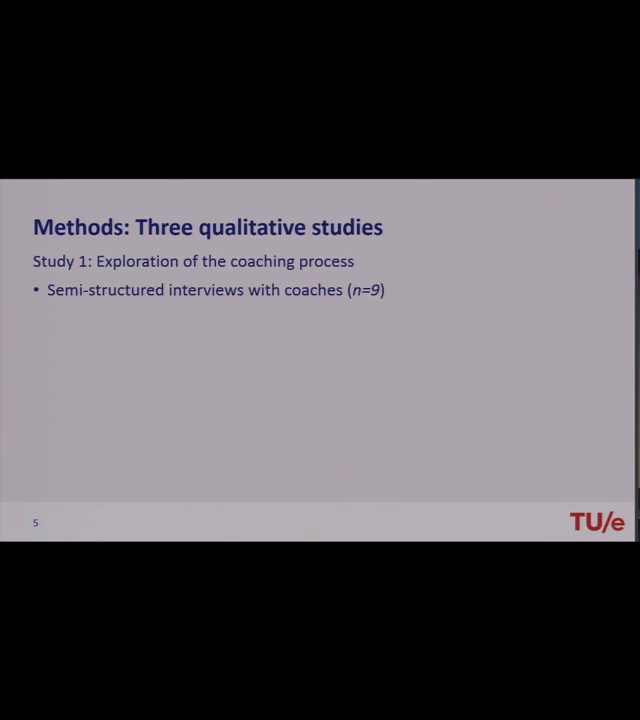 Methods: Three qualitative studies
Study 1: Exploration of the coaching process
• Semi-structured interviews with coaches (n=9)
5
TU/e